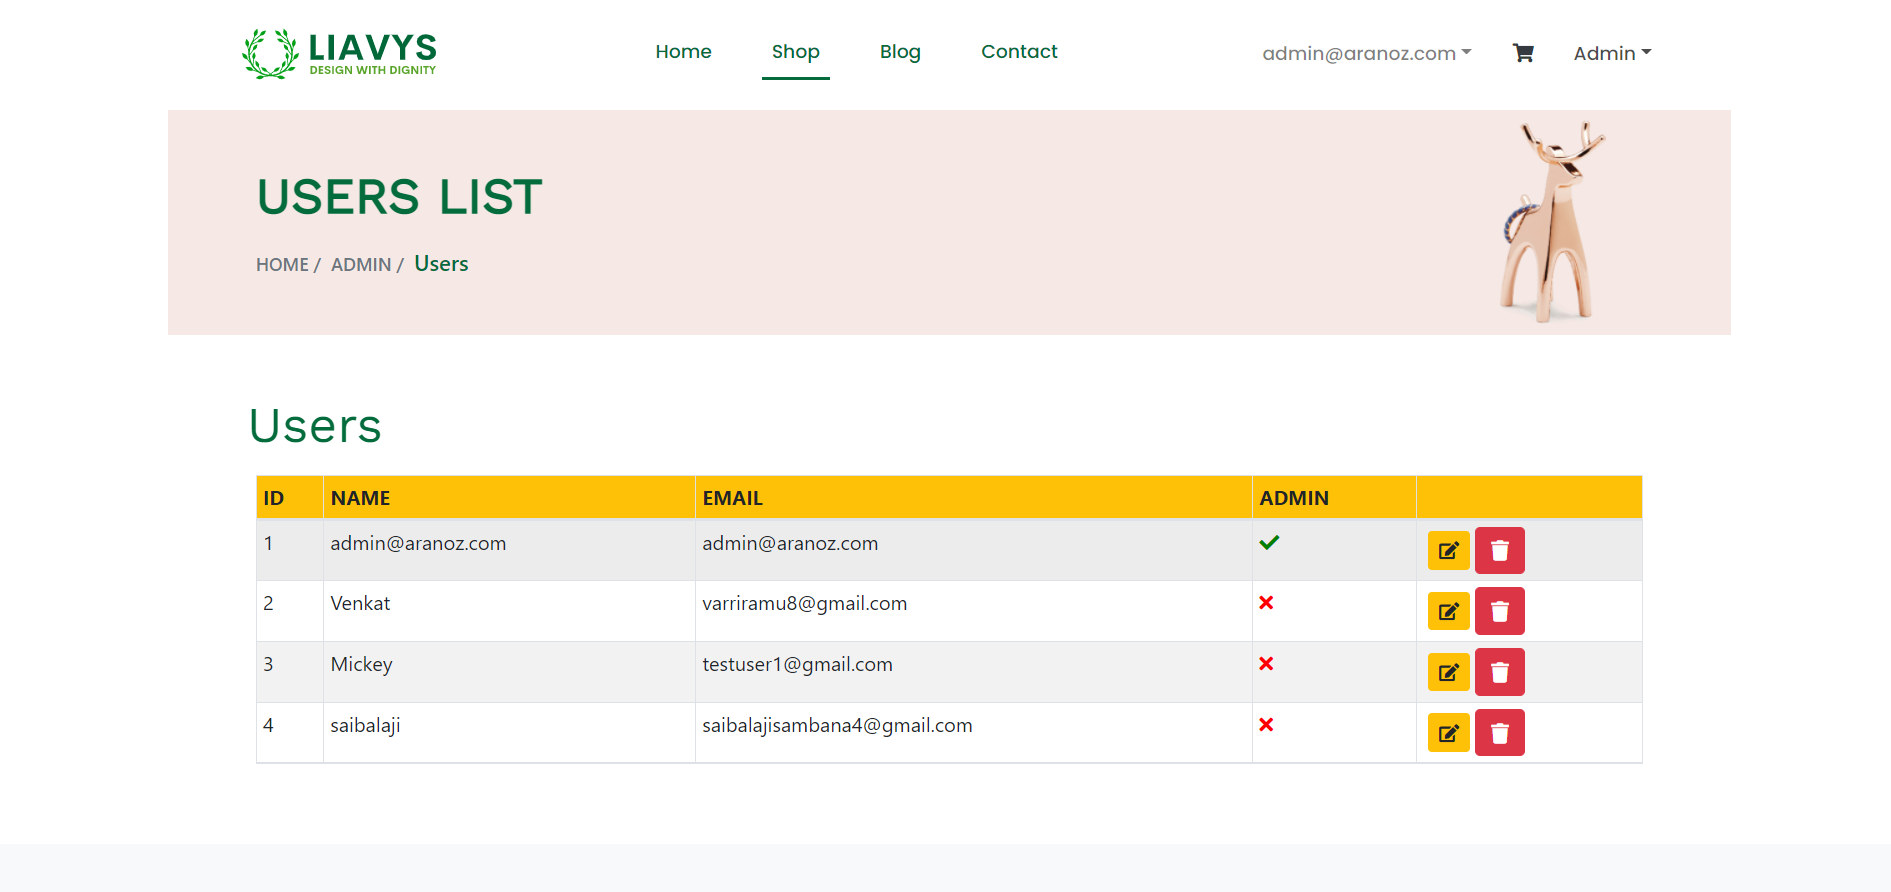 LIAVYS
DESIGN WITH DIGNITY
Home Shop Blog Contact admin@aranoz.com Admin
USERS LIST
HOME / ADMIN / Users
Users
ID NAME EMAIL ADMIN
1 admin@aranoz.com admin@aranoz.com
2 Venkat varriramu8@gmail.com
3 Mickey testuser1@gmail.com
4 saibalaji saibalajisambana4@gmail.com